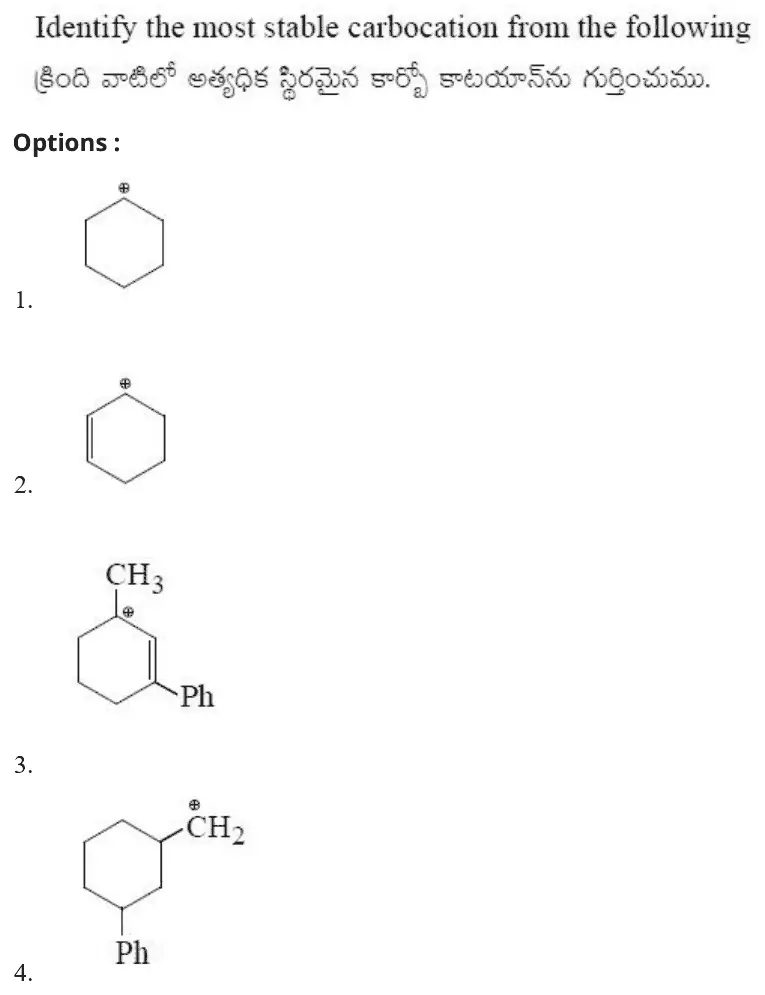 Identify the most stable carbocation from the following
క్రింది వాటిలో అత్యధిక స్థిరమైన కార్బో కాటయాన్‌ను గుర్తించుము.
Options :
⊕
1.
⊕
2.
CH3
⊕
Ph
3.
⊕
CH2
Ph
4.